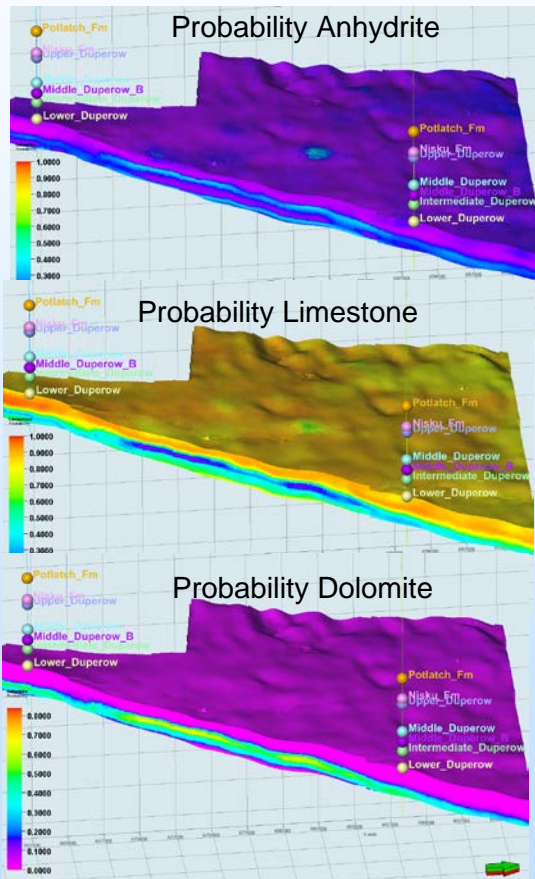 Probability Anhydrite
Potlatch_Fm
Nisku_Fm
Upper_Duperow
Middle_Duperow_B
Lower_Duperow
Potlatch_Fm
Nisku_Fm
Upper_Duperow
Middle_Duperow
Middle_Duperow_B
Intermediate_Duperow
Lower_Duperow
1.0000
0.9000
0.8000
0.7000
0.6000
0.5000
0.4000
0.3000
Probability Limestone
Potlatch_Fm
Nisku_Fm
Upper_Duperow
Middle_Duperow_B
Lower_Duperow
Potlatch_Fm
Nisku_Fm
Upper_Duperow
Middle_Duperow
Middle_Duperow_B
Intermediate_Duperow
Lower_Duperow
1.0000
0.9000
0.8000
0.7000
0.6000
0.5000
0.4000
0.3000
Probability Dolomite
Potlatch_Fm
Nisku_Fm
Upper_Duperow
Middle_Duperow_B
Lower_Duperow
Potlatch_Fm
Nisku_Fm
Upper_Duperow
Middle_Duperow
Middle_Duperow_B
Intermediate_Duperow
Lower_Duperow
0.8000
0.7000
0.6000
0.5000
0.4000
0.3000
0.2000
0.1000
0.0000